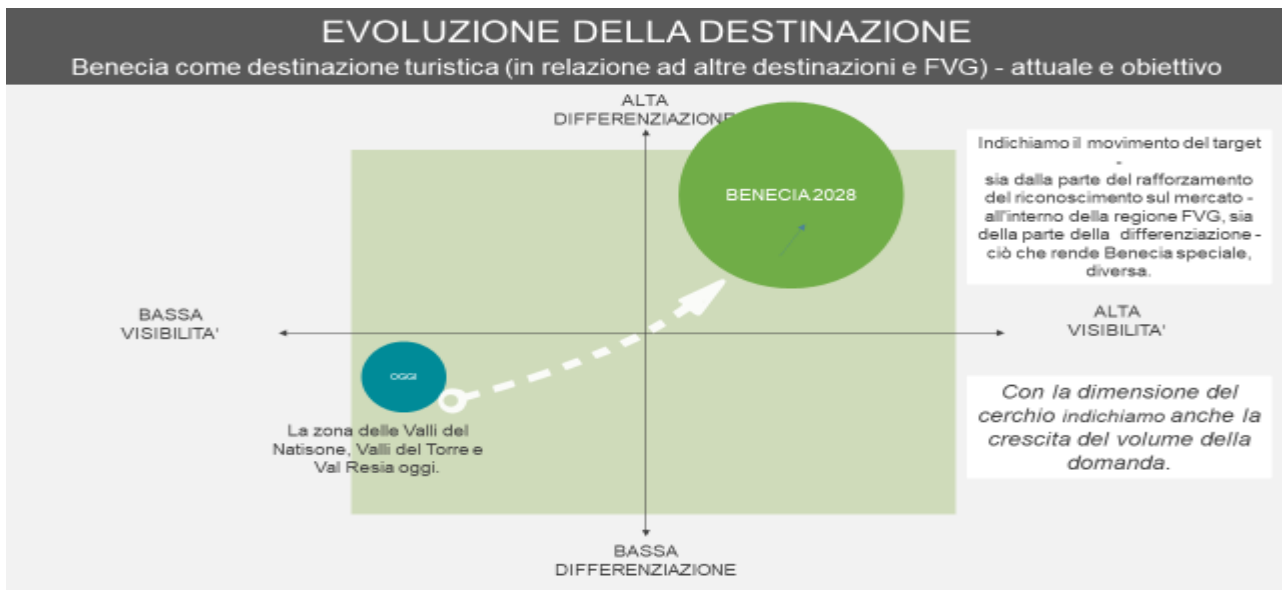 EVOLUZIONE DELLA DESTINAZIONE
Benecia come destinazione turistica (in relazione ad altre destinazioni e FVG) - attuale e obiettivo
ALTA
DIFFERENZIAZIONE
BENECIA 2028
Indichiamo il movimento del target
-
sia dalla parte del rafforzamento
del riconoscimento sul mercato -
all'interno della regione FVG, sia
della parte della differenziazione -
ciò che rende Benecia speciale,
diversa.
BASSA
VISIBILITA'
ALTA
VISIBILITA'
OGGI
La zona delle Valli del
Natisone, Valli del Torre e
Val Resia oggi.
Con la dimensione del
cerchio indichiamo anche la
crescita del volume della
domanda.
BASSA
DIFFERENZIAZIONE